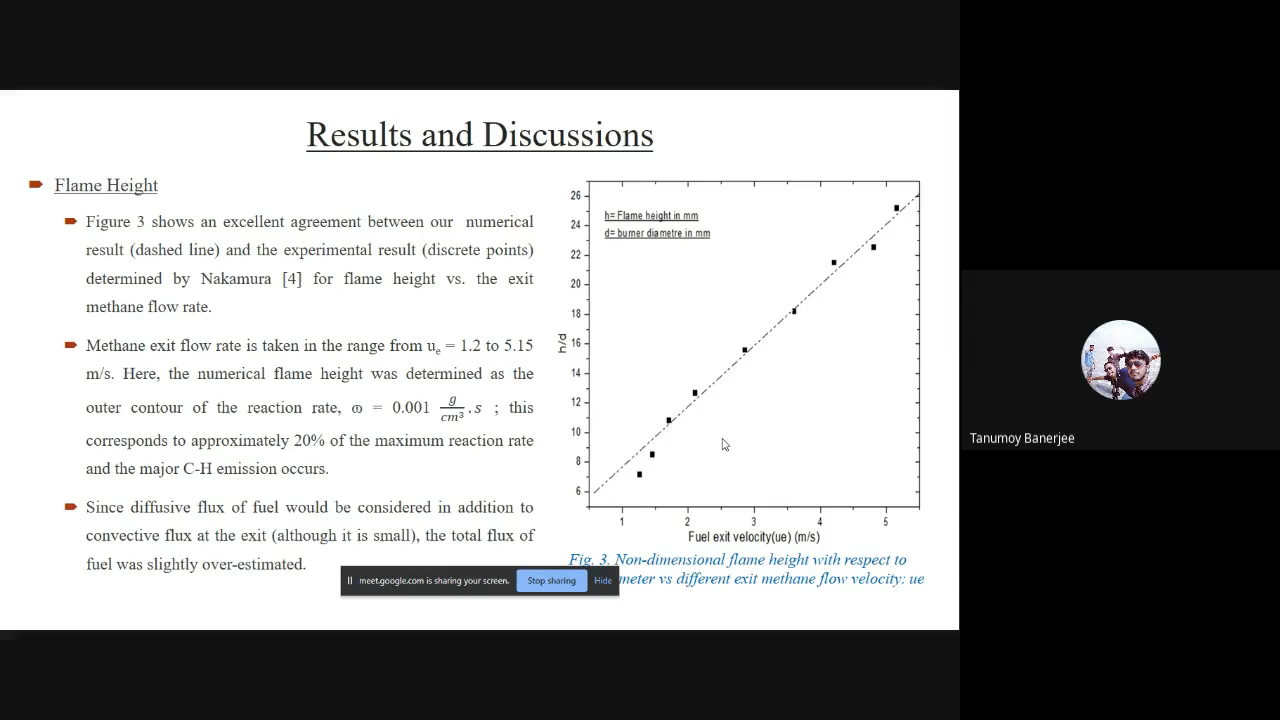 Results and Discussions
Flame Height
Figure 3 shows an excellent agreement between our numerical
result (dashed line) and the experimental result (discrete points)
determined by Nakamura [4] for flame height vs. the exit
methane flow rate.
Methane exit flow rate is taken in the range from uₑ = 1.2 to 5.15
m/s. Here, the numerical flame height was determined as the
outer contour of the reaction rate, ω = 0.001 g/cm³ .s ; this
corresponds to approximately 20% of the maximum reaction rate
and the major C-H emission occurs.
Since diffusive flux of fuel would be considered in addition to
convective flux at the exit (although it is small), the total flux of
fuel was slightly over-estimated.
h= Flame height in mm
d= burner diametre in mm
26
24
22
20
18
16
14
12
10
8
6
h/d
1 2 3 4 5
Fuel exit velocity(ue) (m/s)
Fig. 3. Non-dimensional flame height with respect to
meter vs different exit methane flow velocity: ue
meet.google.com is sharing your screen. Stop sharing Hide
Tanumoy Banerjee